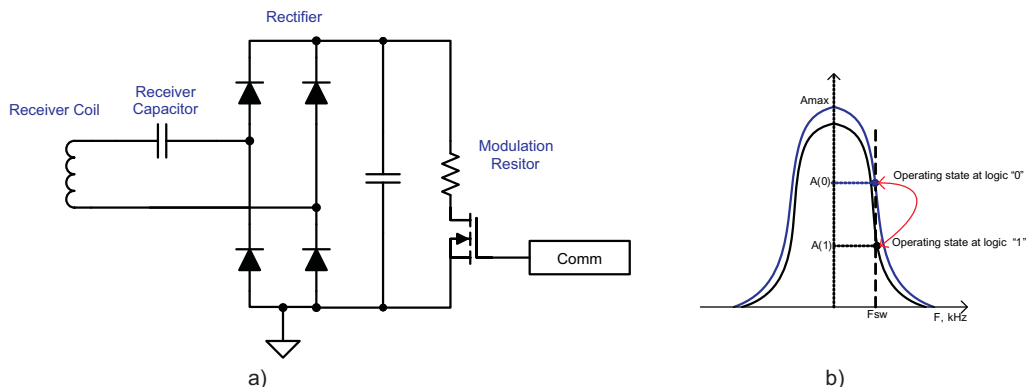 Rectifier
Receiver
Capacitor
Receiver Coil
Modulation
Resitor
Comm
a)
Amax
A(0)
Operating state at logic “0”
A(1)
Operating state at logic “1”
Fsw
F, kHz
b)